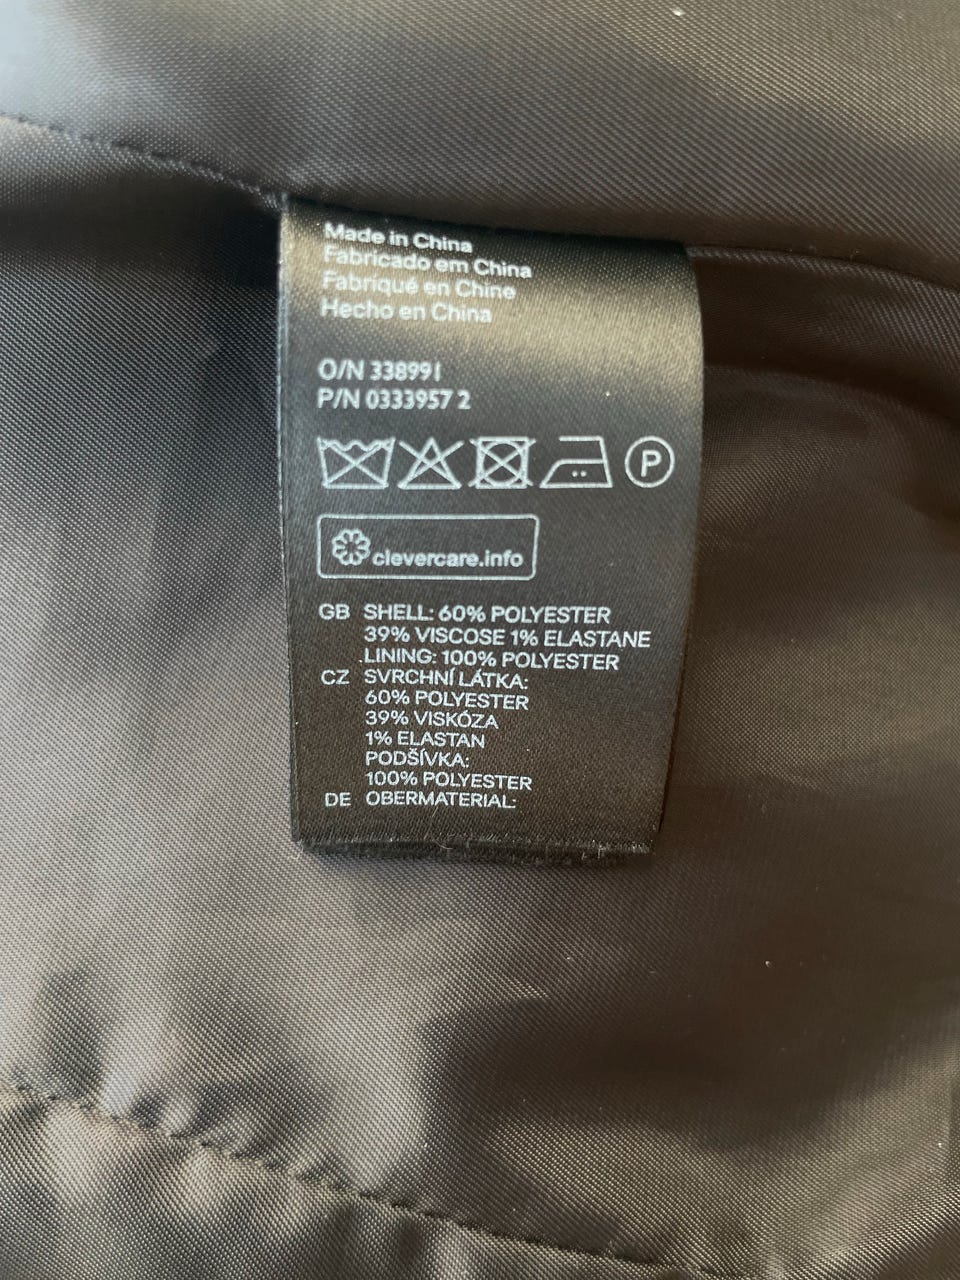 Made in China
Fabricado em China
Fabriqué en Chine
Hecho en China
O/N 338991
P/N 0333957 2
P
clevercare.info
GB SHELL: 60% POLYESTER
39% VISCOSE 1% ELASTANE
LINING: 100% POLYESTER
CZ SVRCHNÍ LÁTKA:
60% POLYESTER
39% VISKÓZA
1% ELASTAN
PODŠÍVKA:
100% POLYESTER
DE OBERMATERIAL: